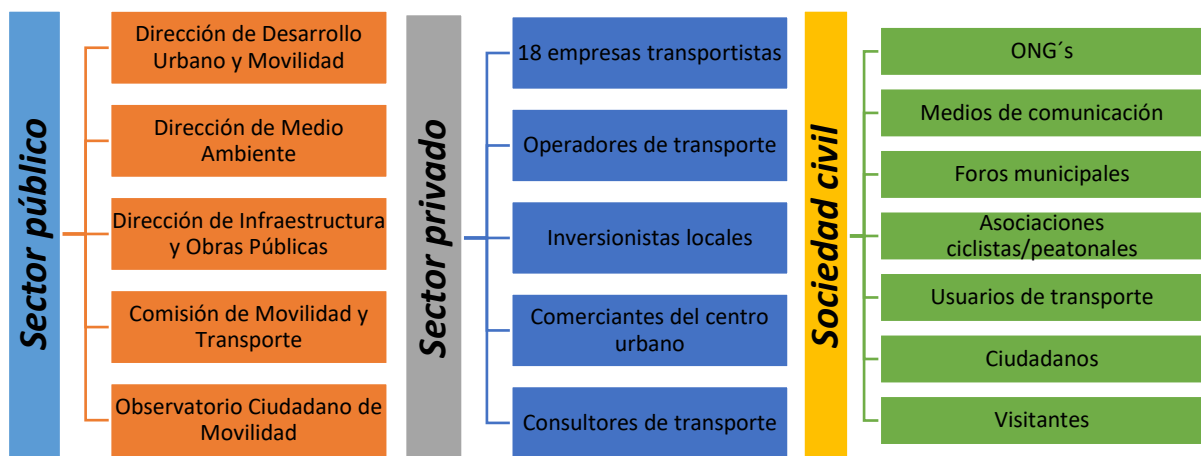 Sector público
Dirección de Desarrollo
Urbano y Movilidad
Dirección de Medio
Ambiente
Dirección de Infraestructura
y Obras Públicas
Comisión de Movilidad y
Transporte
Observatorio Ciudadano de
Movilidad
Sector privado
18 empresas transportistas
Operadores de transporte
Inversionistas locales
Comerciantes del centro
urbano
Consultores de transporte
Sociedad civil
ONG´s
Medios de comunicación
Foros municipales
Asociaciones
ciclistas/peatonales
Usuarios de transporte
Ciudadanos
Visitantes